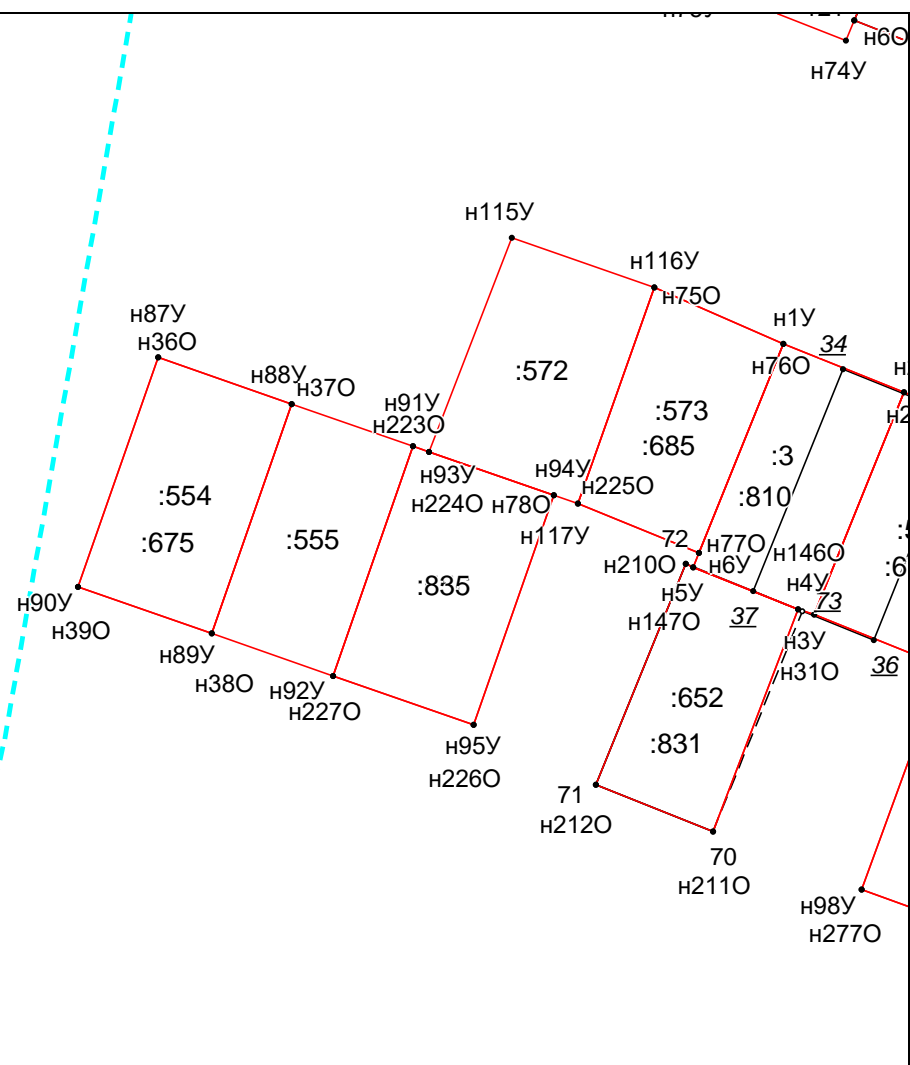 н6О
н74У
н115У
н116У
н75О
н1У
34
н76О
н87У
н36О
н88У
н37О
:572
н91У
н223О
:573
:685
:3
:810
н93У
н224О
н94У
н225О
н78О
н117У
:554
:675
:555
:835
72
н77О
н210О
н6У
н5У
н147О
37
н146О
н4У
73
н3У
н31О
36
н90У
н39О
н89У
н38О
н92У
н227О
:652
:831
н95У
н226О
71
н212О
70
н211О
н98У
н277О